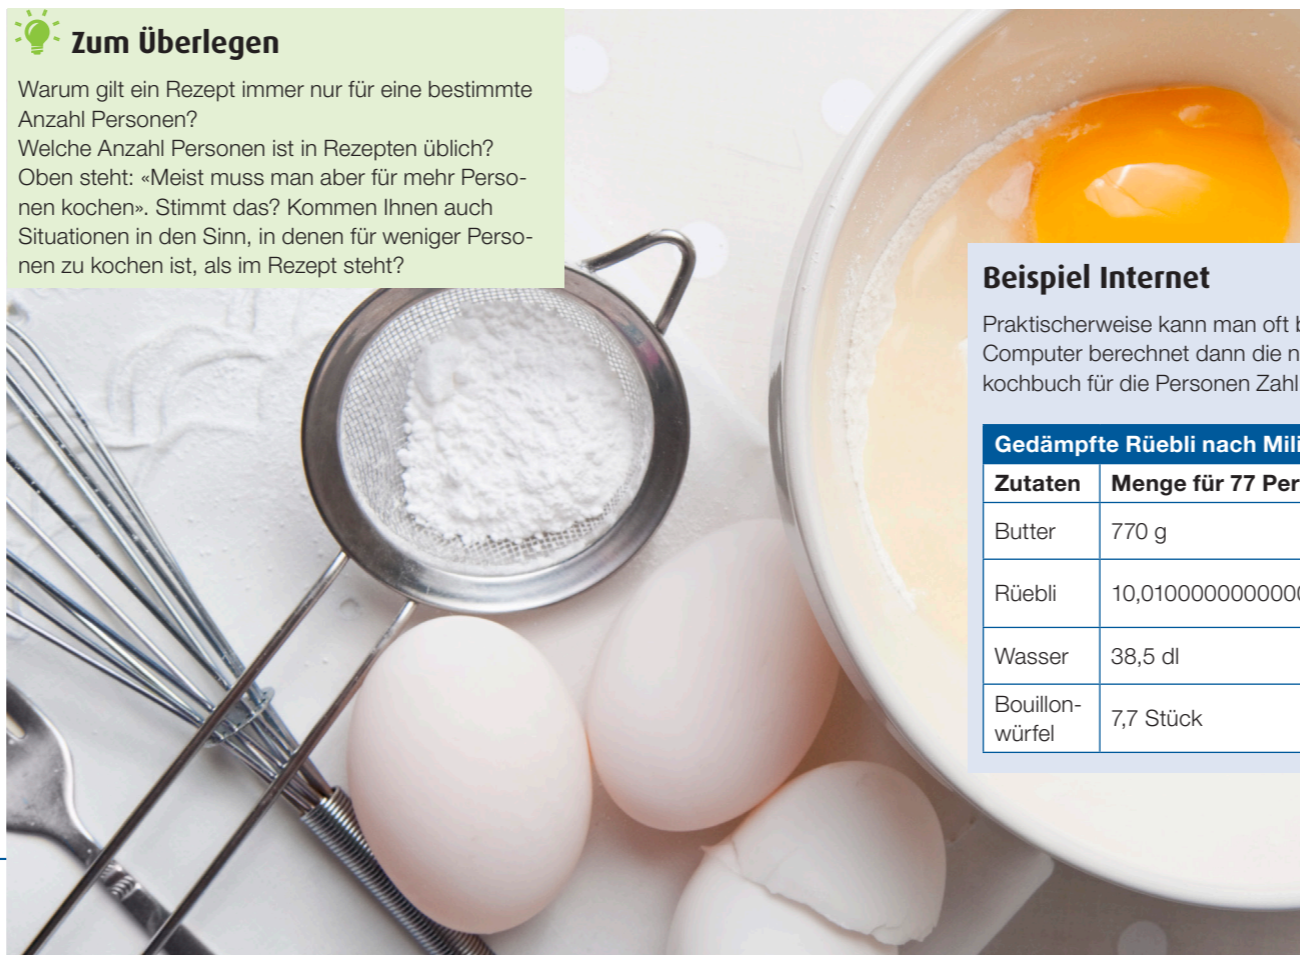 Zum Überlegen
Warum gilt ein Rezept immer nur für eine bestimmte
Anzahl Personen?
Welche Anzahl Personen ist in Rezepten üblich?
Oben steht: «Meist muss man aber für mehr Perso-
nen kochen». Stimmt das? Kommen Ihnen auch
Situationen in den Sinn, in denen für weniger Perso-
nen zu kochen ist, als im Rezept steht?
Beispiel Internet
Praktischerweise kann man oft
Computer berechnet dann die
kochbuch für die Personen Zahl
Gedämpfte Rüebli nach
Zutaten Menge für 77
Butter 770 g
Rüebli
Wasser 38,5 dl
Bouillon-
würfel 7,7 Stück